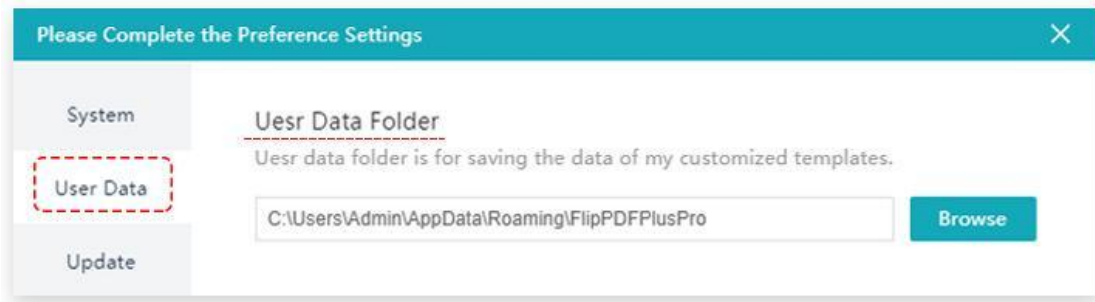 Please Complete the Preference Settings
System
Uesr Data Folder
Uesr data folder is for saving the data of my customized templates.
User Data
C:\Users\Admin\AppData\Roaming\FlipPDFPlusPro
Browse
Update